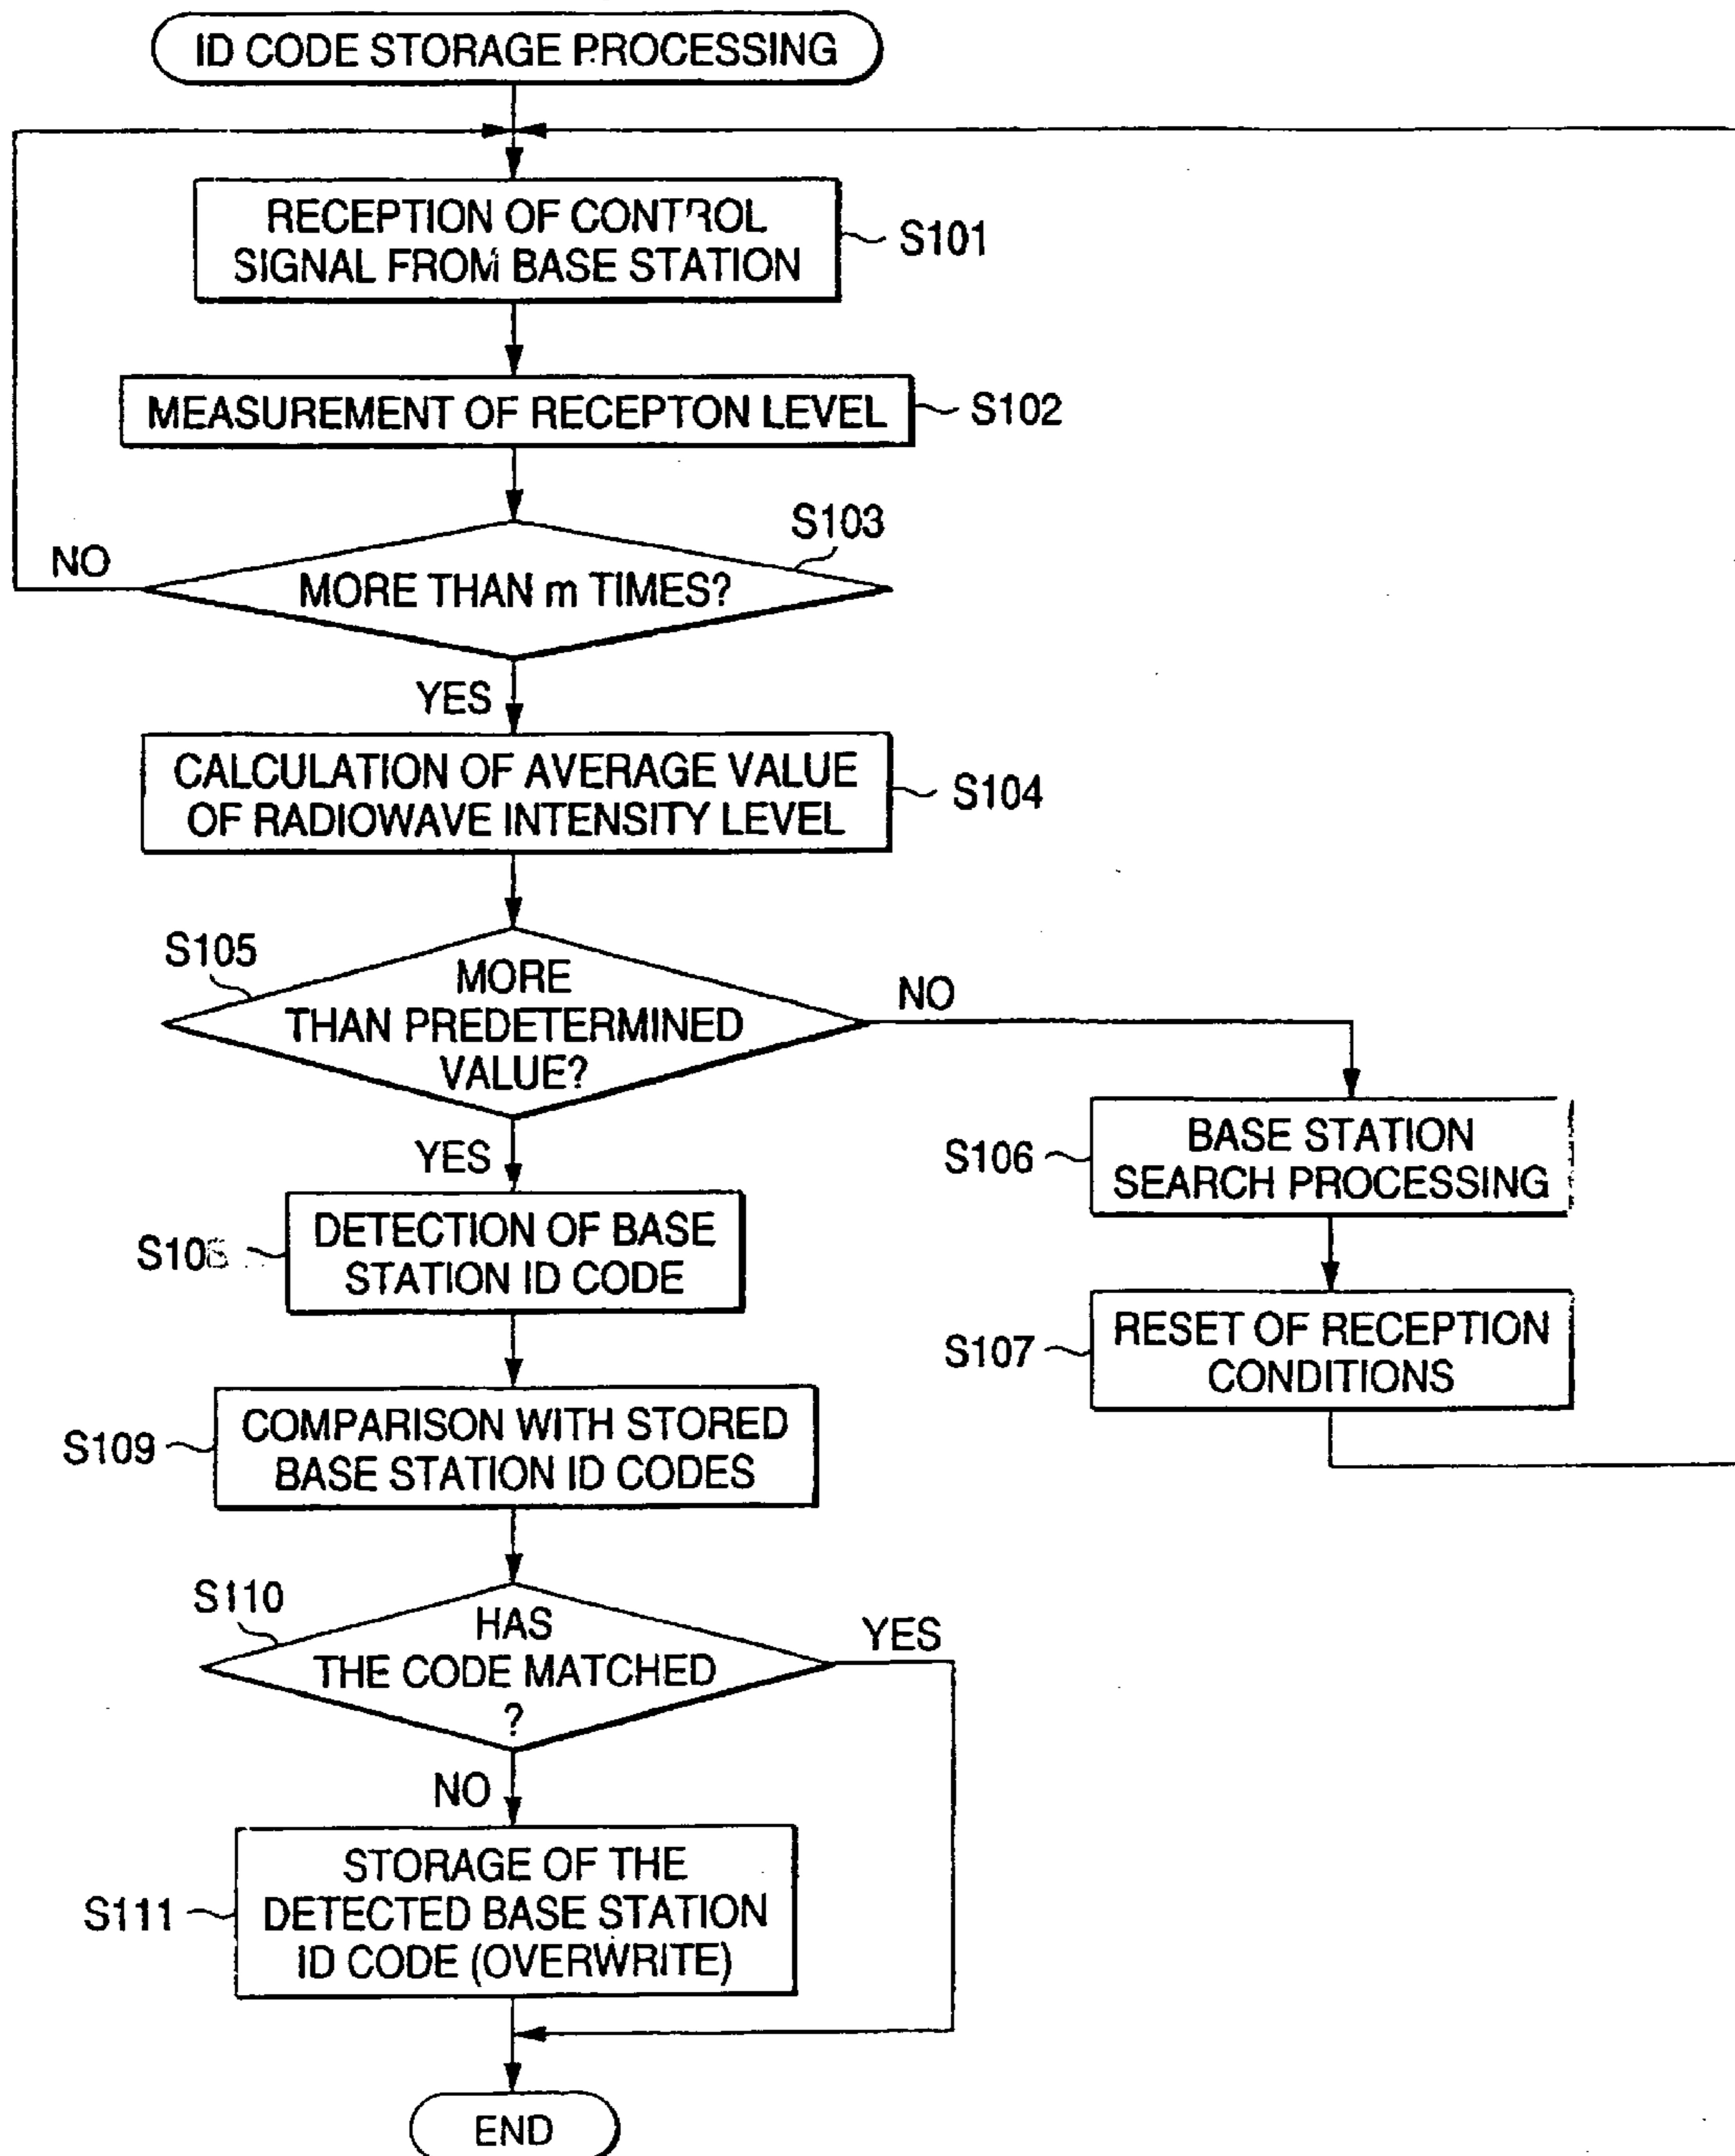 ID CODE STORAGE PROCESSING
RECEPTION OF CONTROL
SIGNAL FROM BASE STATION
S101
MEASUREMENT OF RECEPTON LEVEL
S102
S103
NO
MORE THAN m TIMES?
YES
CALCULATION OF AVERAGE VALUE
OF RADIOWAVE INTENSITY LEVEL
S104
S105
MORE
THAN PREDETERMINED
VALUE?
NO
YES
BASE STATION
SEARCH PROCESSING
S106
DETECTION OF BASE
STATION ID CODE
RESET OF RECEPTION
CONDITIONS
S107
COMPARISON WITH STORED
BASE STATION ID CODES
S109
S110
HAS
THE CODE MATCHED
?
YES
NO
STORAGE OF THE
DETECTED BASE STATION
ID CODE (OVERWRITE)
S111
END